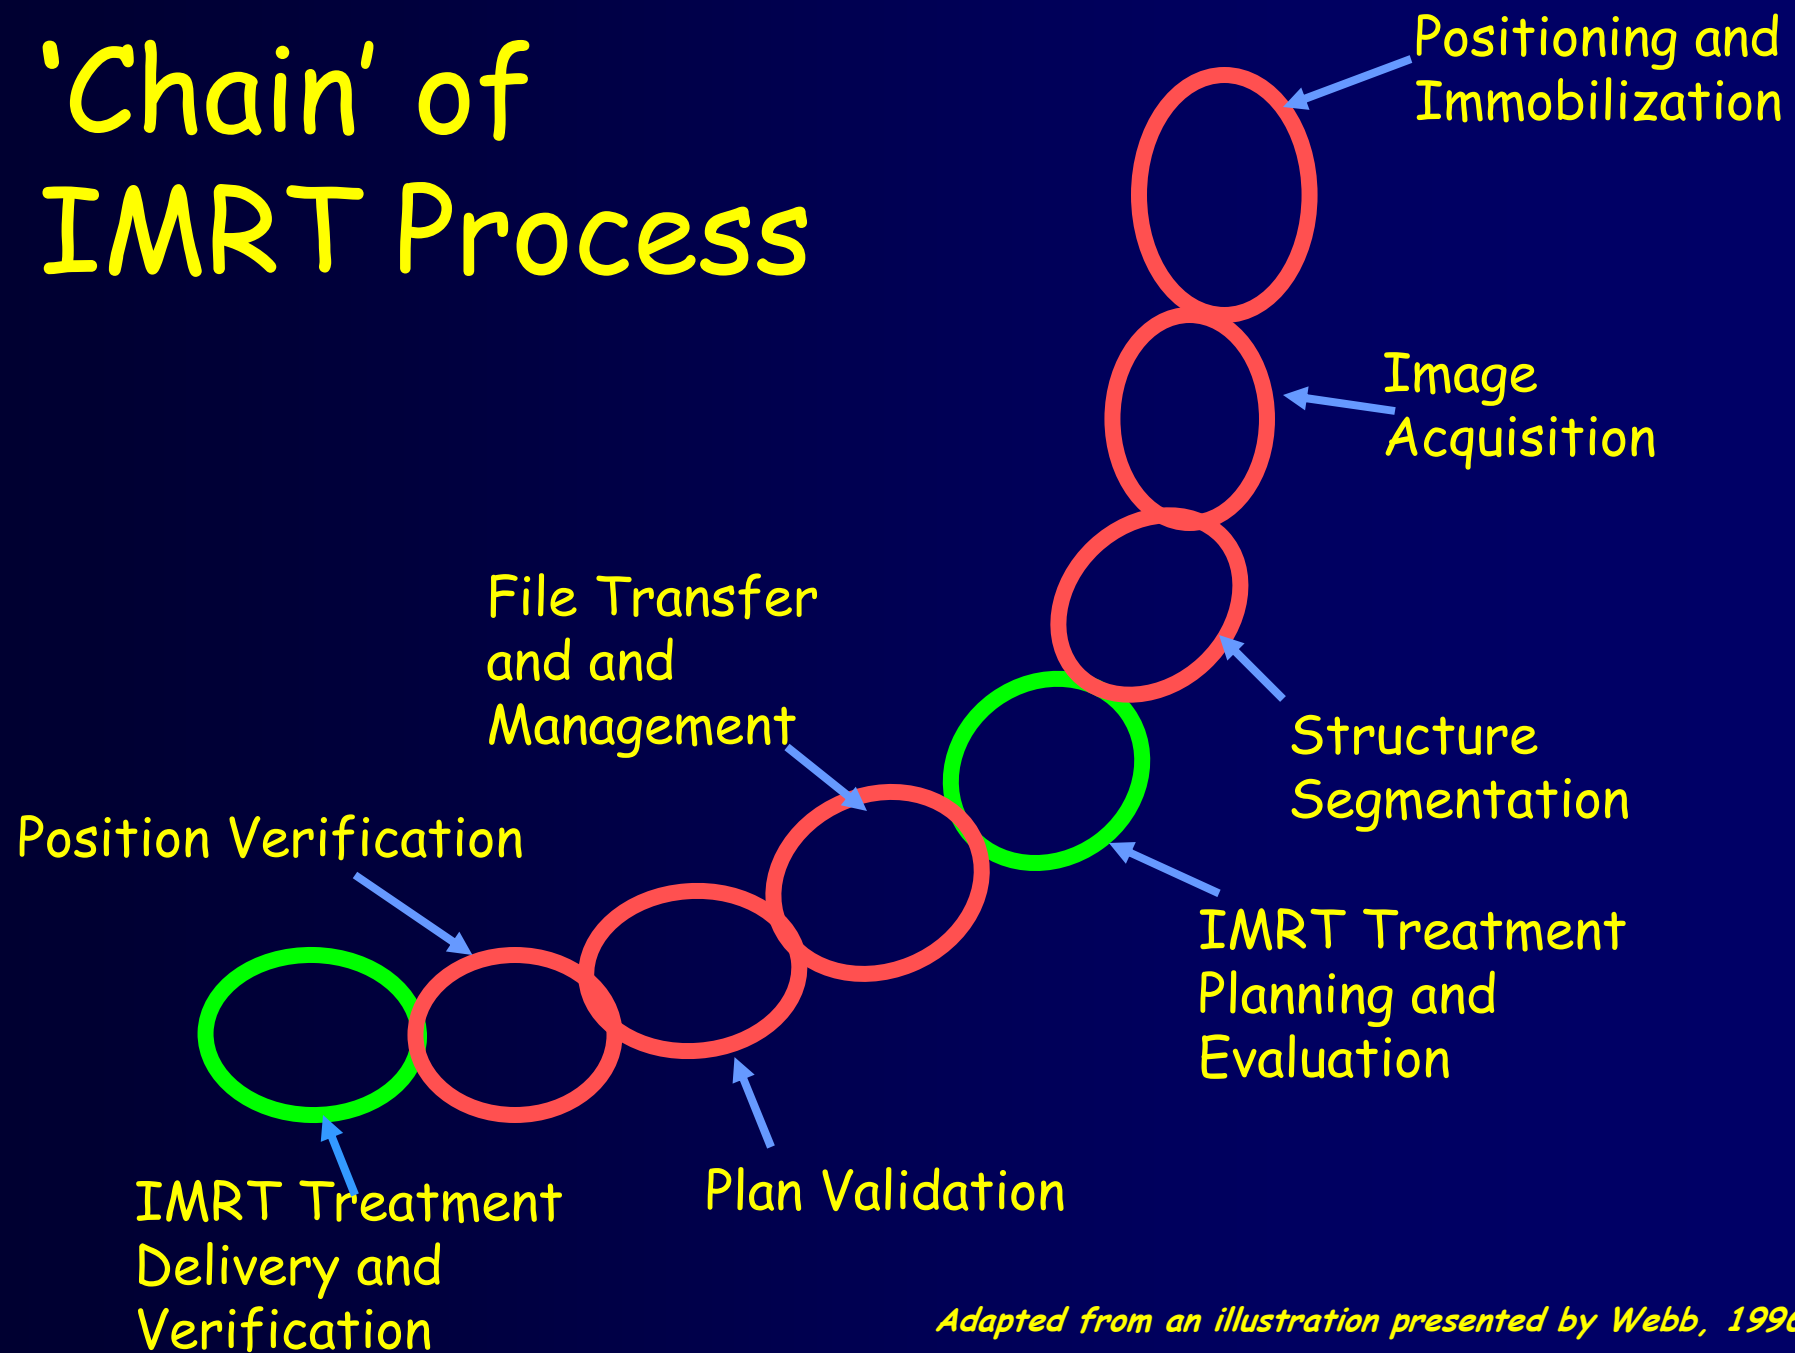 ‘Chain’ of
IMRT Process
Positioning and
Immobilization
Image
Acquisition
Structure
Segmentation
IMRT Treatment
Planning and
Evaluation
File Transfer
and and
Management
Plan Validation
Position Verification
IMRT Treatment
Delivery and
Verification
Adapted from an illustration presented by Webb, 1996